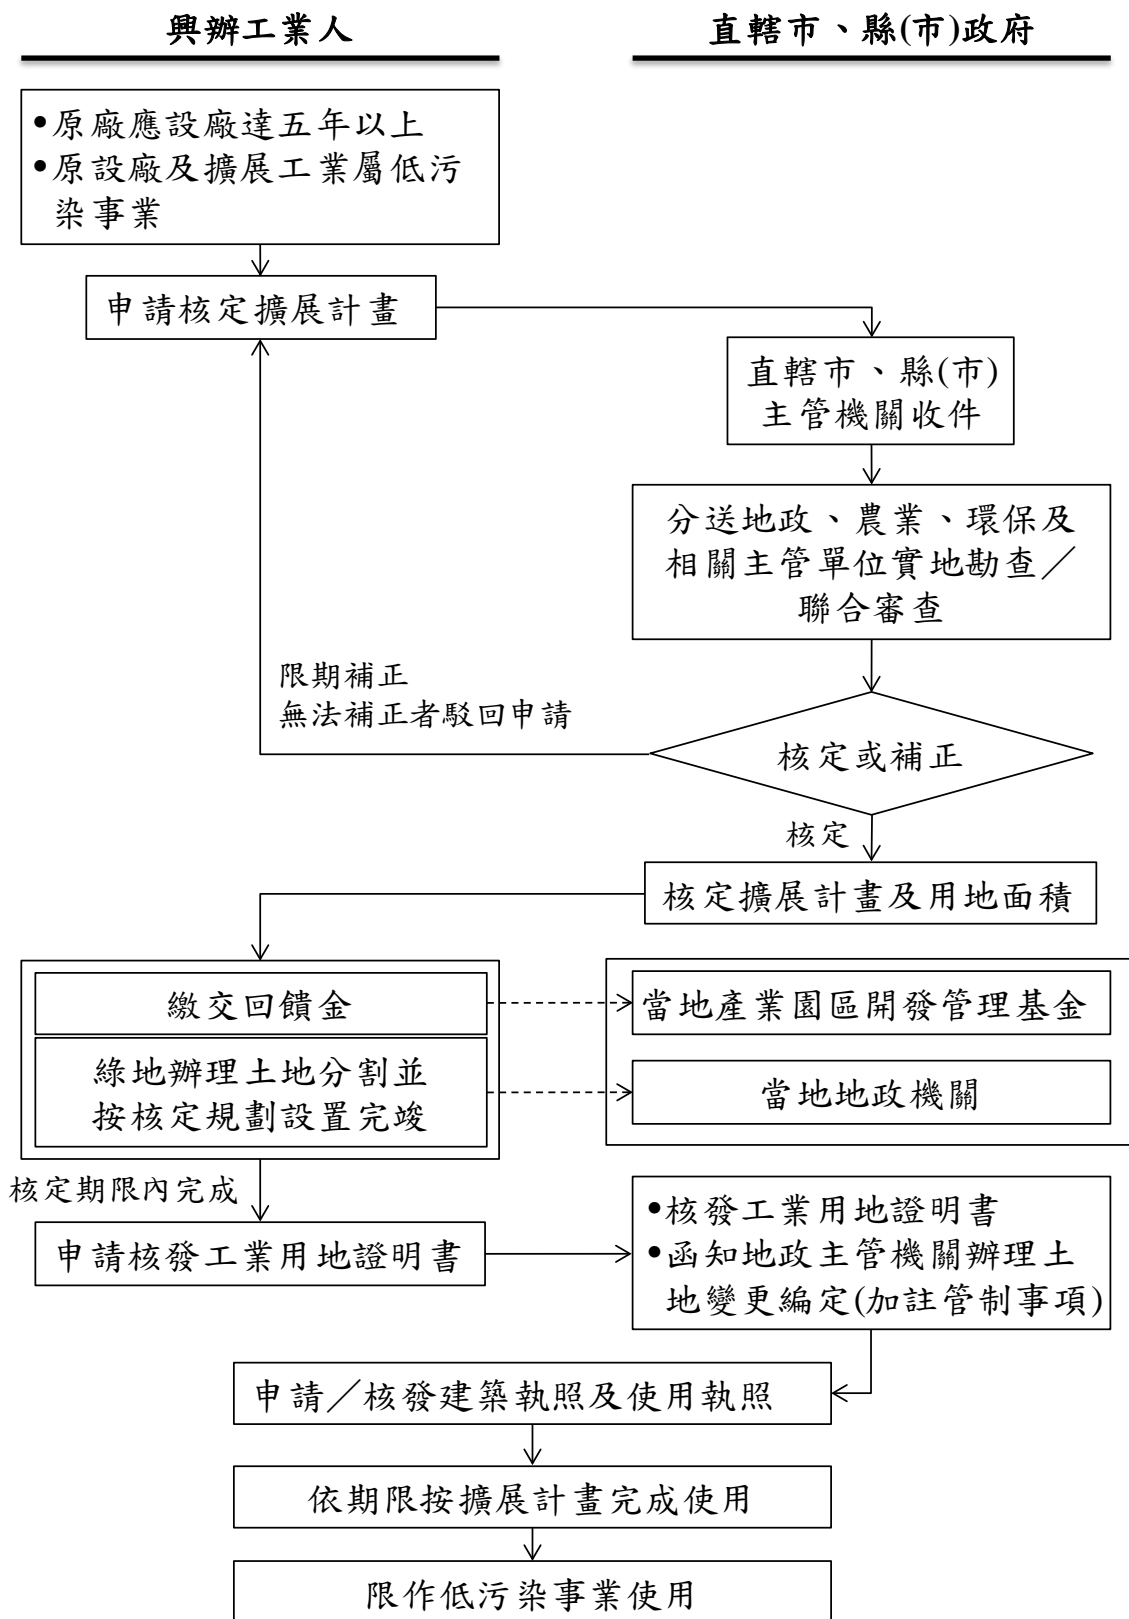 興辦工業人
直轄市、縣(市)政府
•原廠應設廠達五年以上
•原設廠及擴展工業屬低污
染事業
申請核定擴展計畫
直轄市、縣(市)
主管機關收件
分送地政、農業、環保及
相關主管單位實地勘查／
聯合審查
限期補正
無法補正者駁回申請
核定或補正
核定
核定擴展計畫及用地面積
繳交回饋金
當地產業園區開發管理基金
綠地辦理土地分割並
按核定規劃設置完竣
當地地政機關
核定期限內完成
申請核發工業用地證明書
•核發工業用地證明書
•函知地政主管機關辦理土
地變更編定(加註管制事項)
申請／核發建築執照及使用執照
依期限按擴展計畫完成使用
限作低污染事業使用